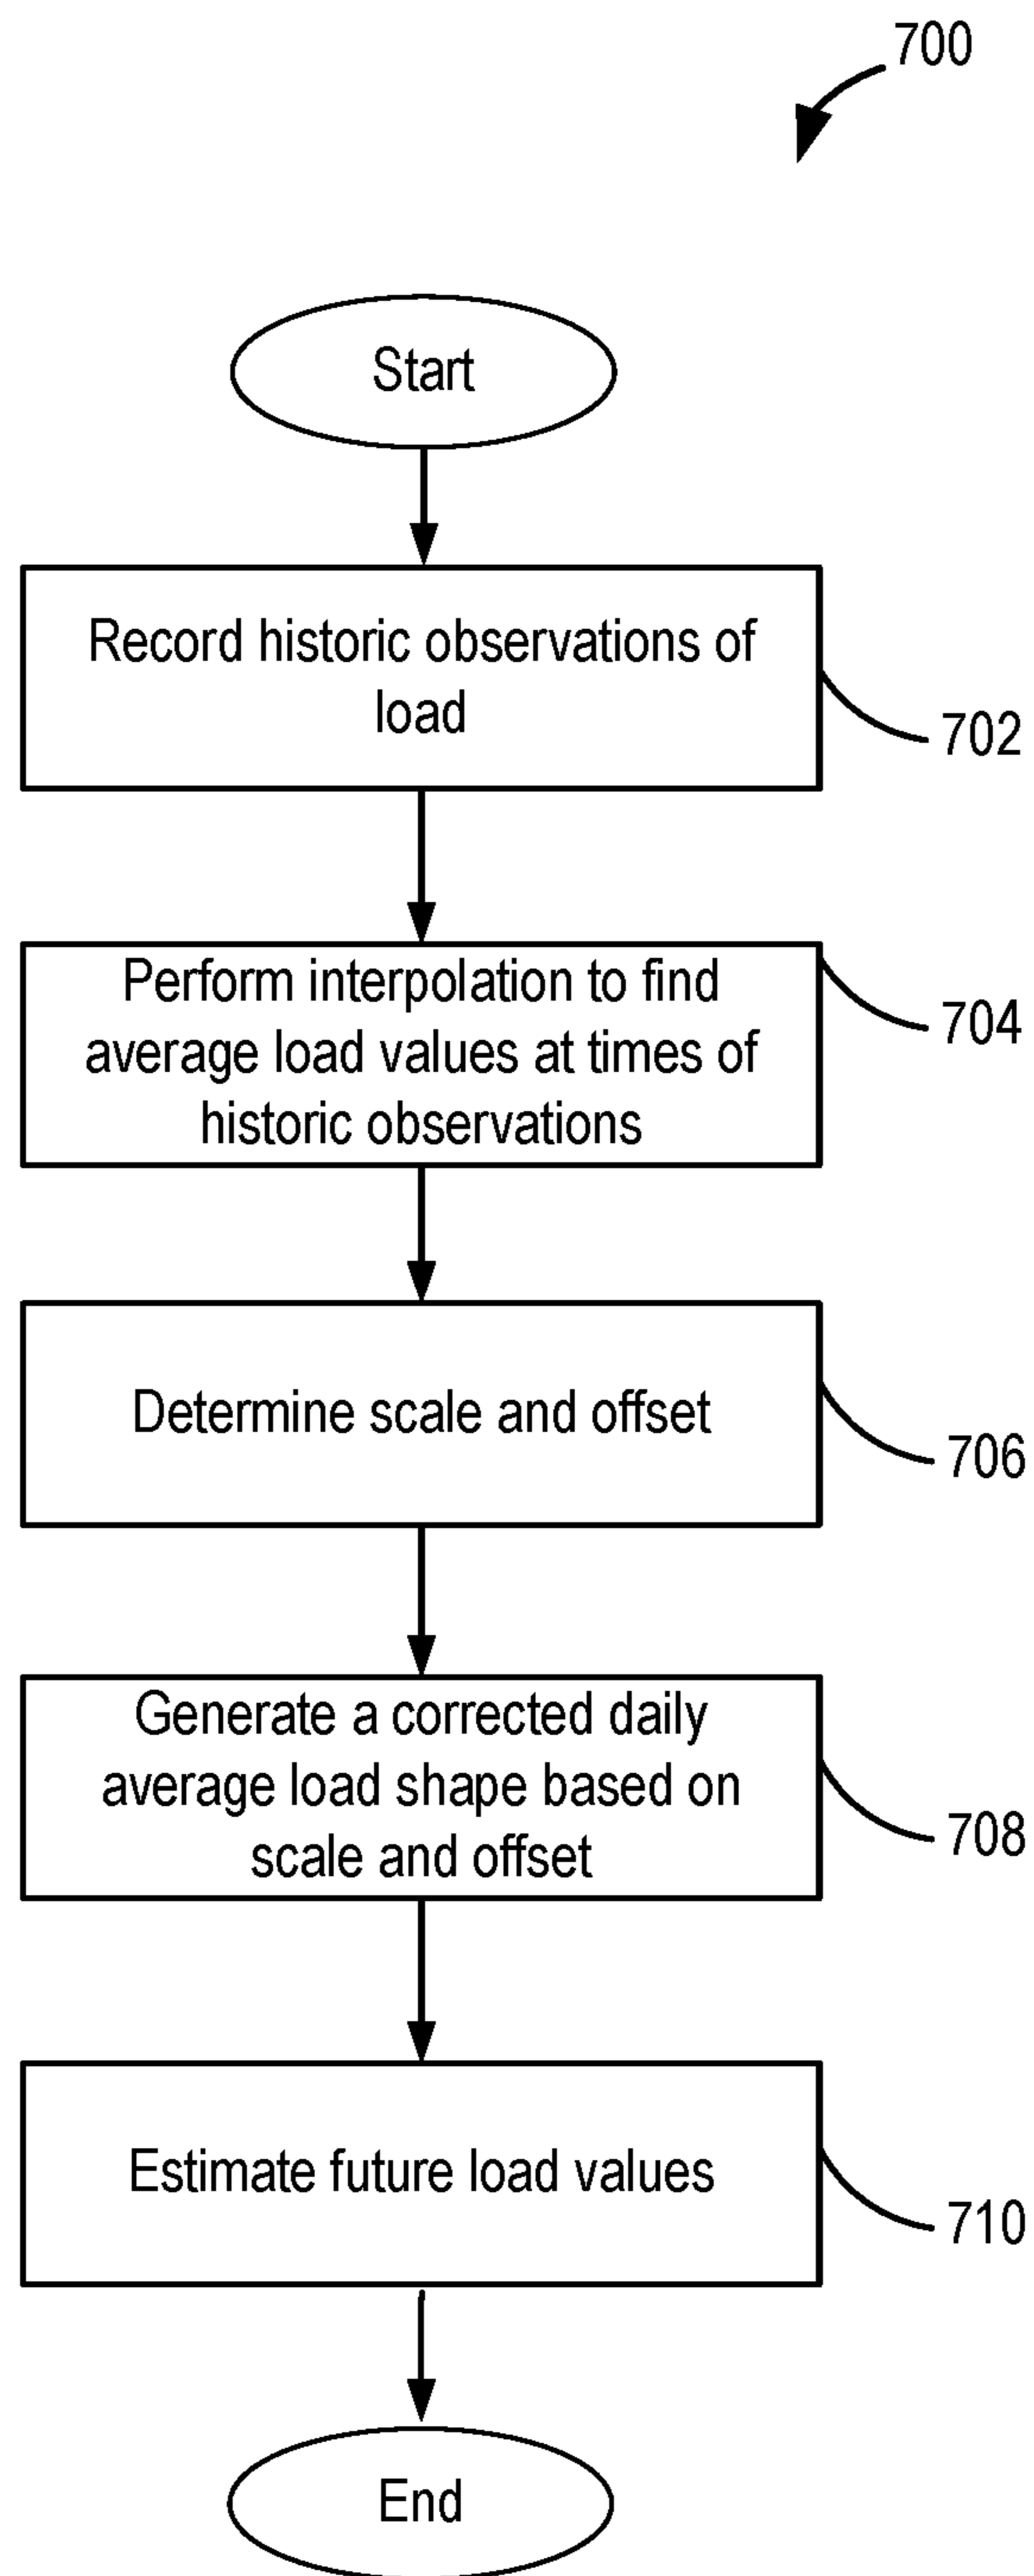 700
Start
Record historic observations of
load
702
Perform interpolation to find
average load values at times of
historic observations
704
Determine scale and offset
706
Generate a corrected daily
average load shape based on
scale and offset
708
Estimate future load values
710
End